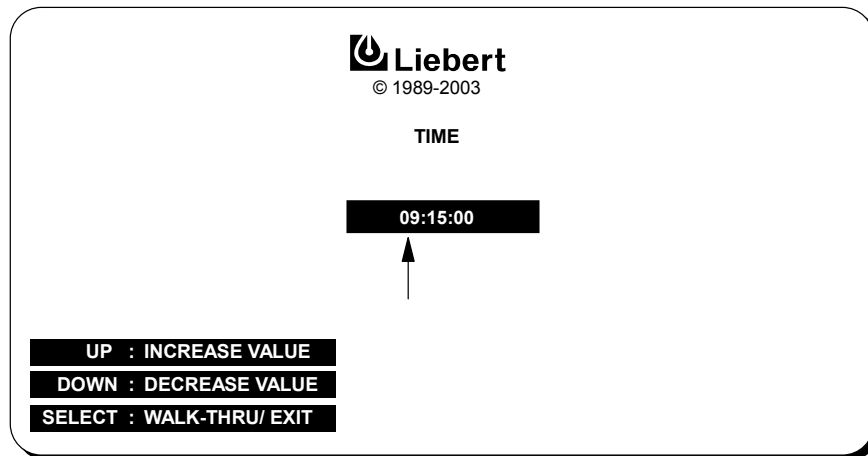 Liebert
© 1989-2003
TIME
09:15:00
UP : INCREASE VALUE
DOWN : DECREASE VALUE
SELECT : WALK-THRU/ EXIT